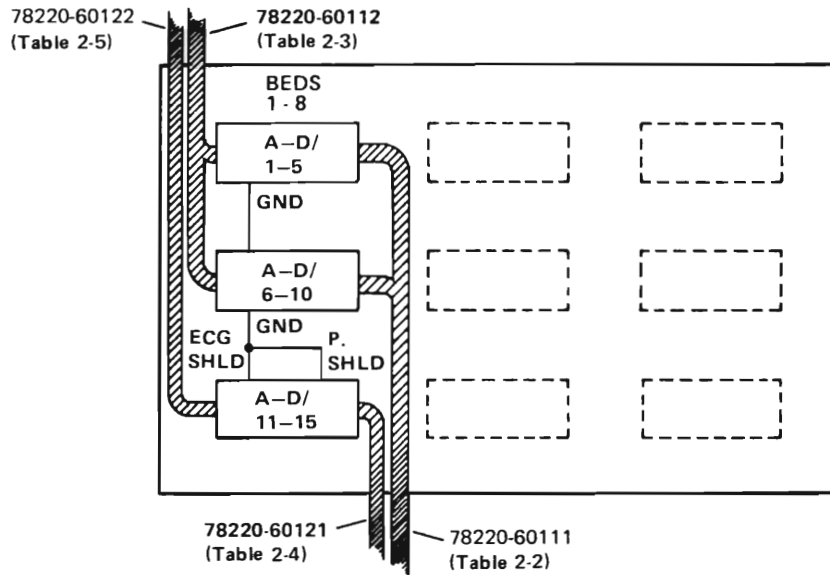 78220-60122
(Table 2-5)
78220-60112
(Table 2-3)
BEDS
1 - 8
A–D/
1–5
GND
A–D/
6–10
GND
ECG
SHLD
P.
SHLD
A–D/
11–15
78220-60121
(Table 2-4)
78220-60111
(Table 2-2)